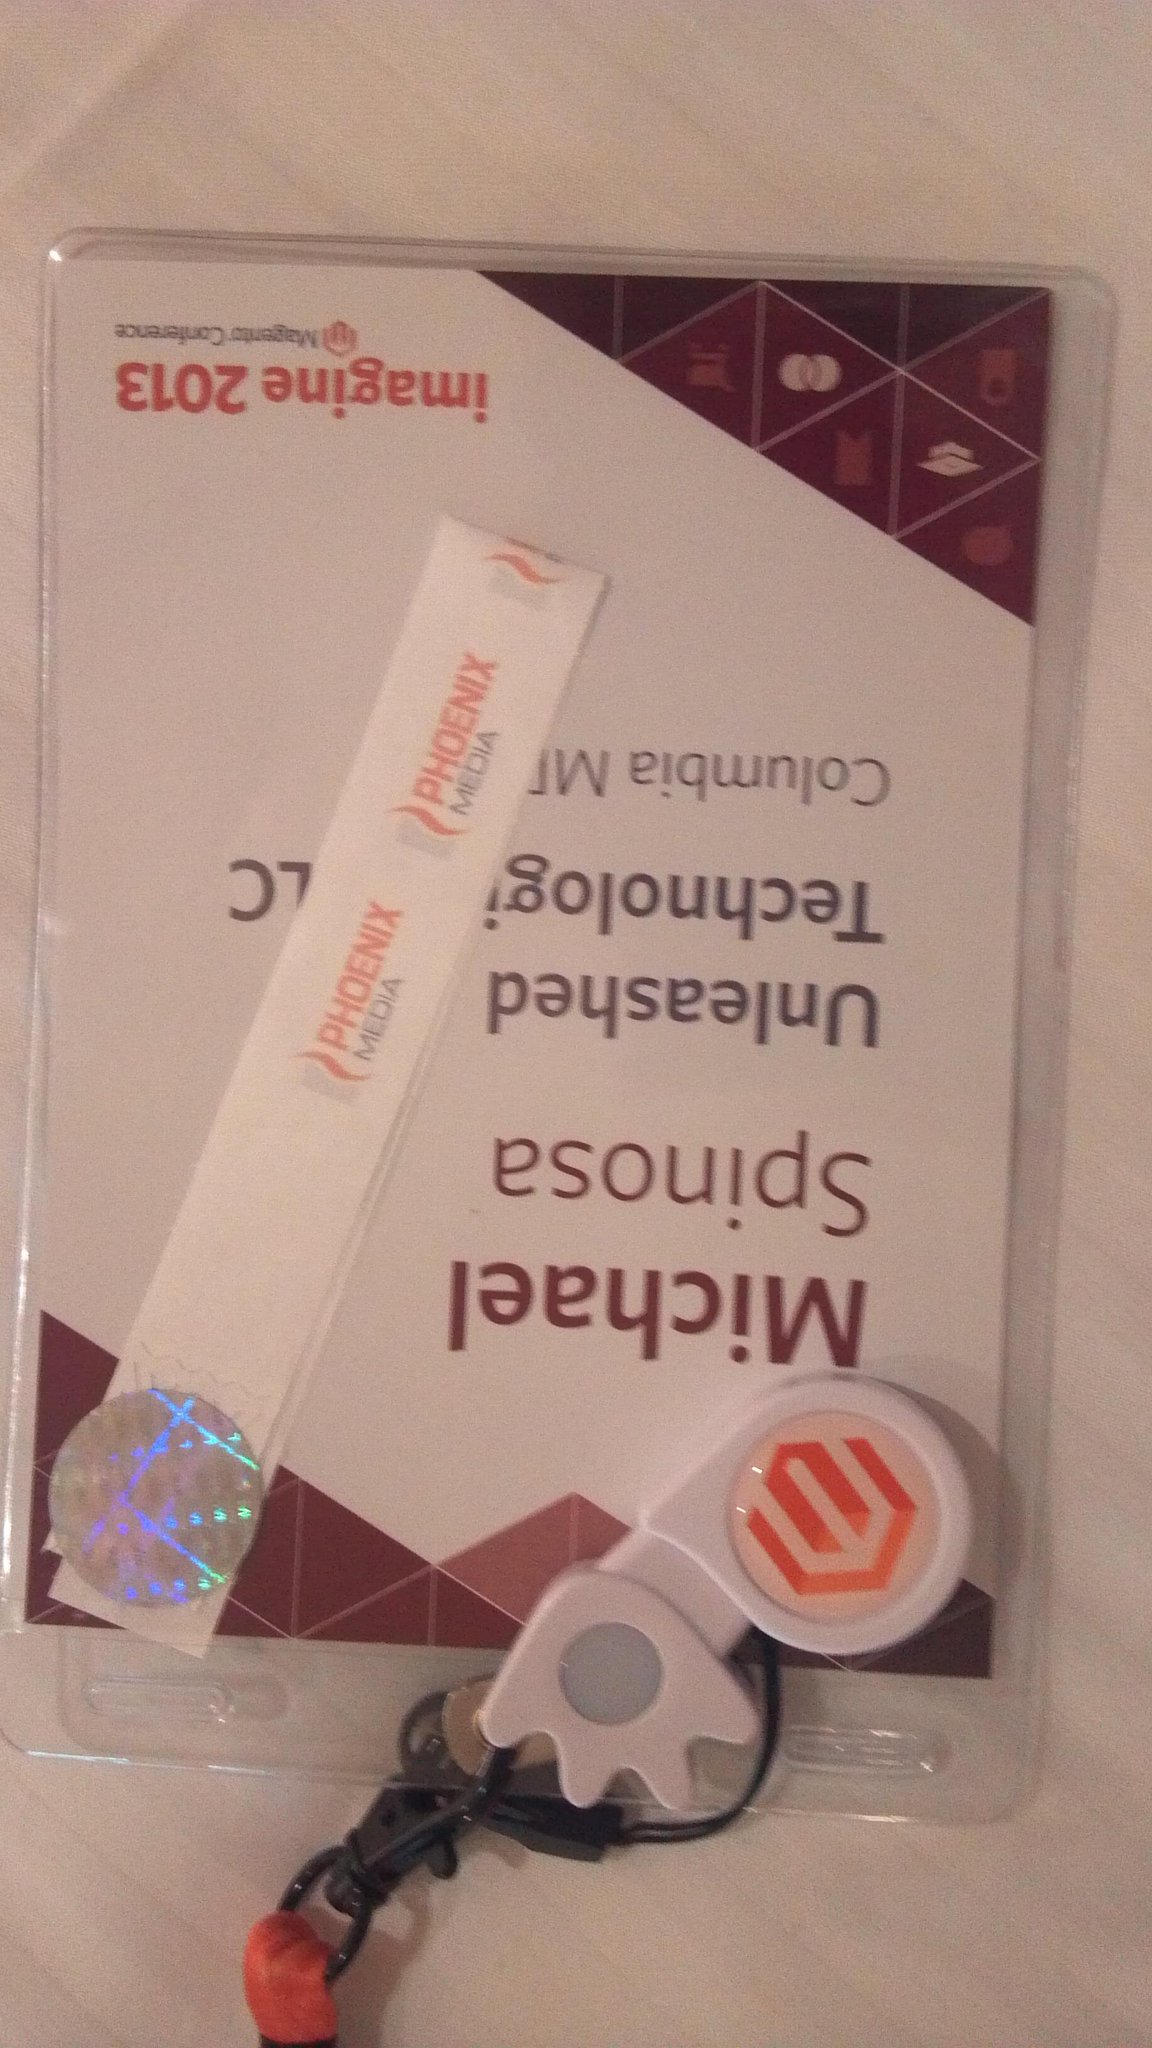 Michael
Spinosa
Unleashed
Technologi LC
Columbia M
imagine 2013
Magento Conference
PHOENIX
MEDIA
PHOENIX
MEDIA